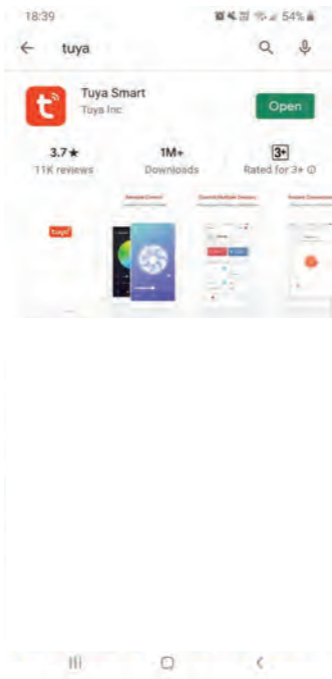 18:39
54%
tuya
Tuya Smart
Tuya Inc
Open
3.7★
1M+
3+
11K reviews
Downloads
Rated for 3+
tuya